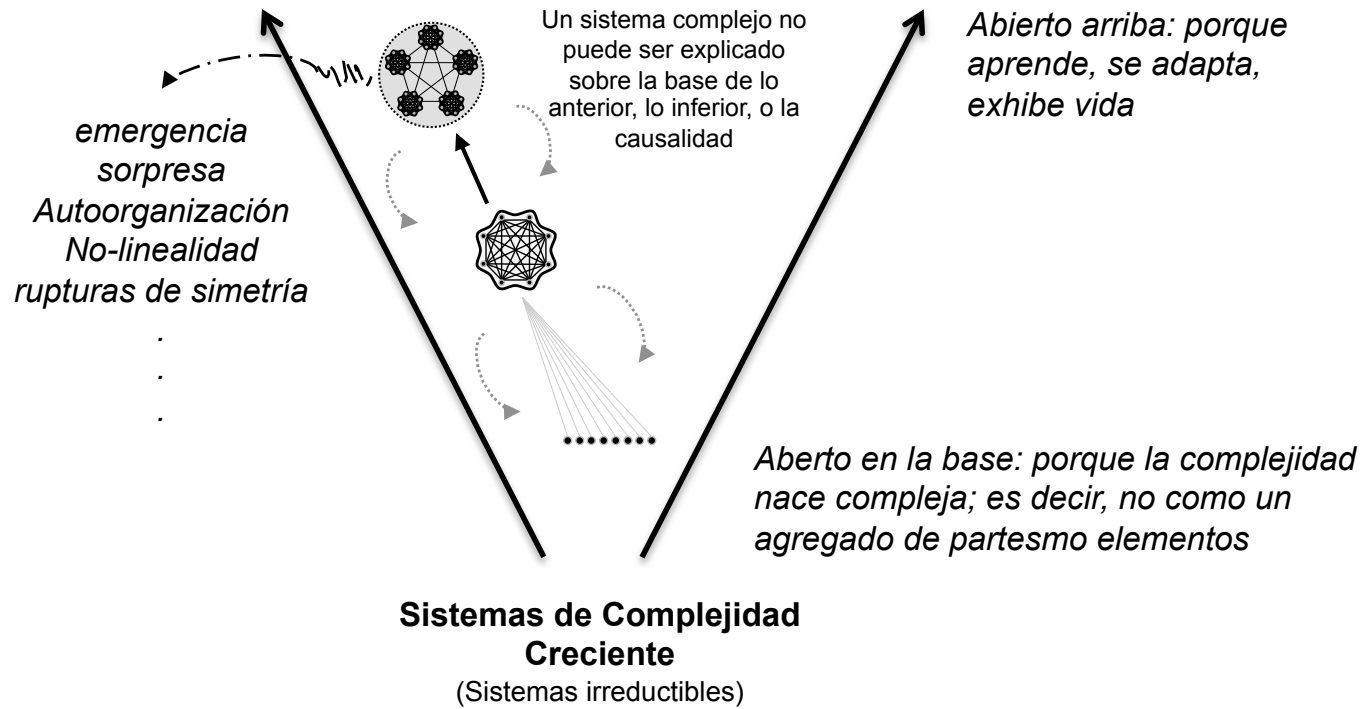 Un sistema complejo no
puede ser explicado
sobre la base de lo
anterior, lo inferior, o la
causalidad
Abierto arriba: porque
aprende, se adapta,
exhibe vida
emergencia
sorpresa
Autoorganización
No-linealidad
rupturas de simetría
.
.
.
Aberto en la base: porque la complejidad
nace compleja; es decir, no como un
agregado de partesmo elementos
Sistemas de Complejidad
Creciente
(Sistemas irreductibles)